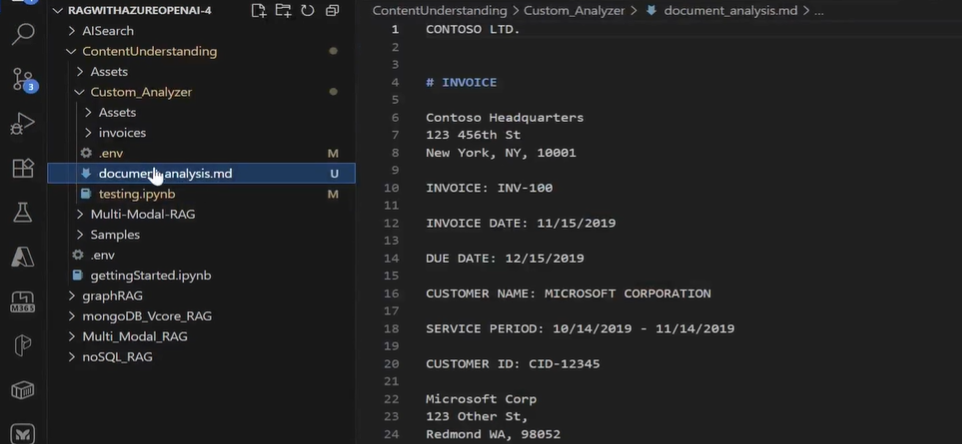 RAGWITHAZUREOPENAI-4
AISearch
ContentUnderstanding
Assets
Custom_Analyzer
Assets
invoices
.env M
document_analysis.md U
testing.ipynb M
Multi-Modal-RAG
Samples
.env
gettingStarted.ipynb
graphRAG
mongoDB_Vcore_RAG
Multi_Modal_RAG
noSQL_RAG
3
M365
ContentUnderstanding > Custom_Analyzer > document_analysis.md > ...
1 CONTOSO LTD.
2
3
4 # INVOICE
5
6 Contoso Headquarters
7 123 456th St
8 New York, NY, 10001
9
10 INVOICE: INV-100
11
12 INVOICE DATE: 11/15/2019
13
14 DUE DATE: 12/15/2019
15
16 CUSTOMER NAME: MICROSOFT CORPORATION
17
18 SERVICE PERIOD: 10/14/2019 - 11/14/2019
19
20 CUSTOMER ID: CID-12345
21
22 Microsoft Corp
23 123 Other St,
24 Redmond WA, 98052